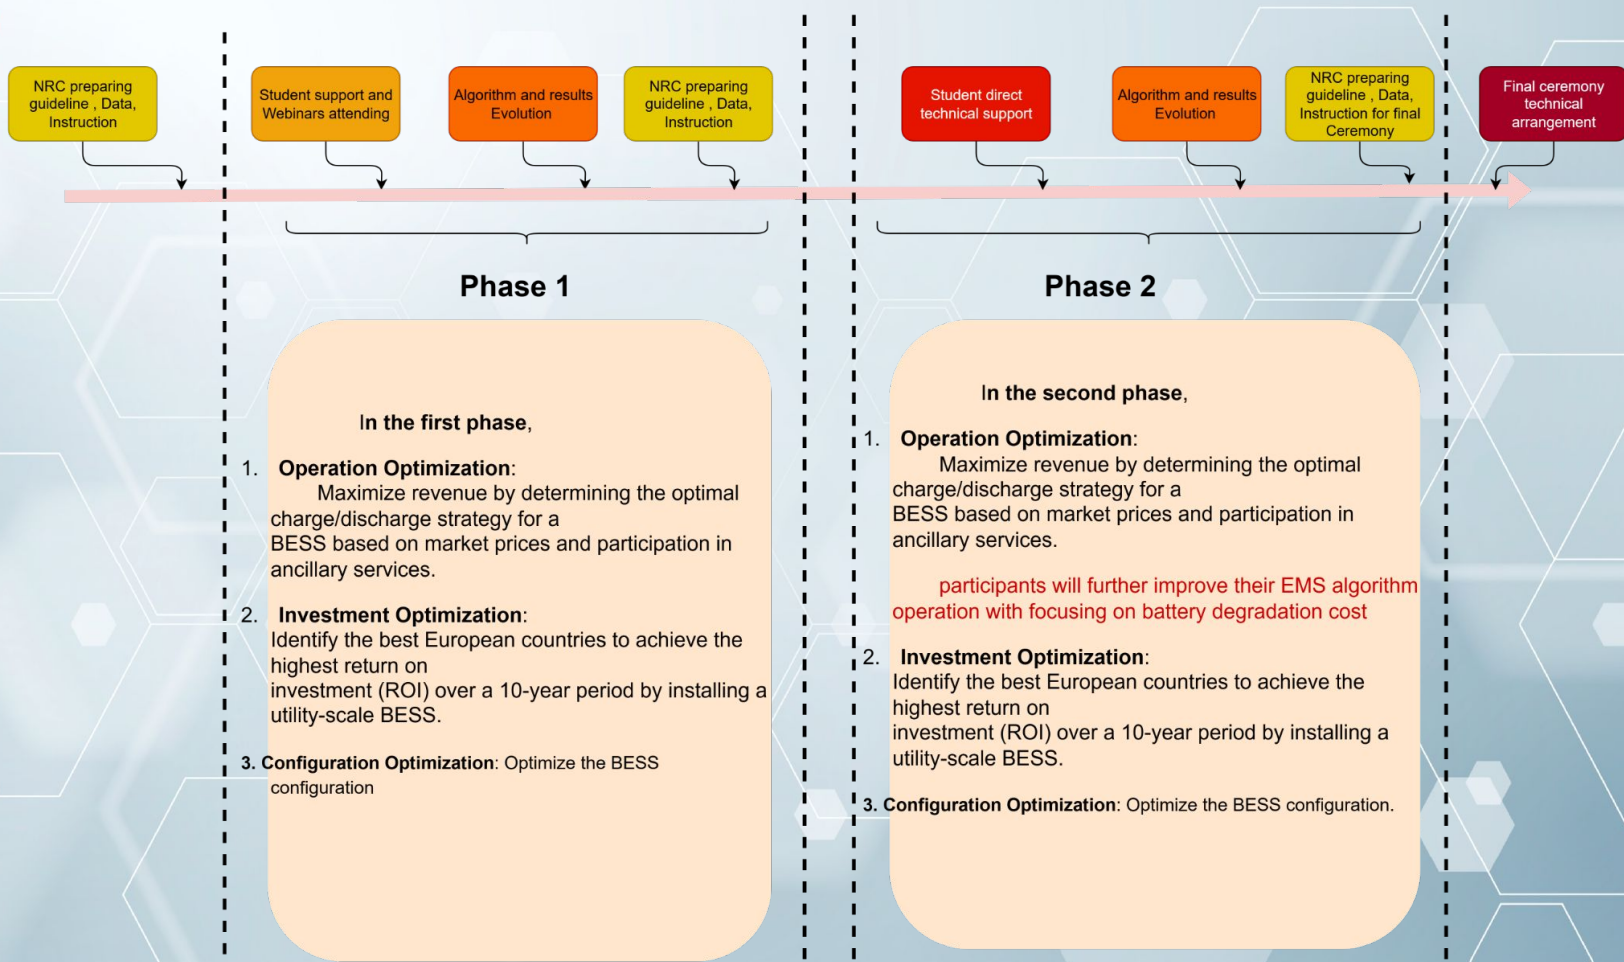 NRC preparing
guideline , Data,
Instruction
Student support and
Webinars attending
Algorithm and results
Evolution
NRC preparing
guideline , Data,
Instruction
Student direct
technical support
Algorithm and results
Evolution
NRC preparing
guideline , Data,
Instruction for final
Ceremony
Final ceremony
technical
arrangement
Phase 1
In the first phase,
1. Operation Optimization:
Maximize revenue by determining the optimal
charge/discharge strategy for a
BESS based on market prices and participation in
ancillary services.
2. Investment Optimization:
Identify the best European countries to achieve the
highest return on
investment (ROI) over a 10-year period by installing a
utility-scale BESS.
3. Configuration Optimization: Optimize the BESS
configuration
Phase 2
In the second phase,
1. Operation Optimization:
Maximize revenue by determining the optimal
charge/discharge strategy for a
BESS based on market prices and participation in
ancillary services.
participants will further improve their EMS algorithm
operation with focusing on battery degradation cost
2. Investment Optimization:
Identify the best European countries to achieve the
highest return on
investment (ROI) over a 10-year period by installing a
utility-scale BESS.
3. Configuration Optimization: Optimize the BESS configuration.